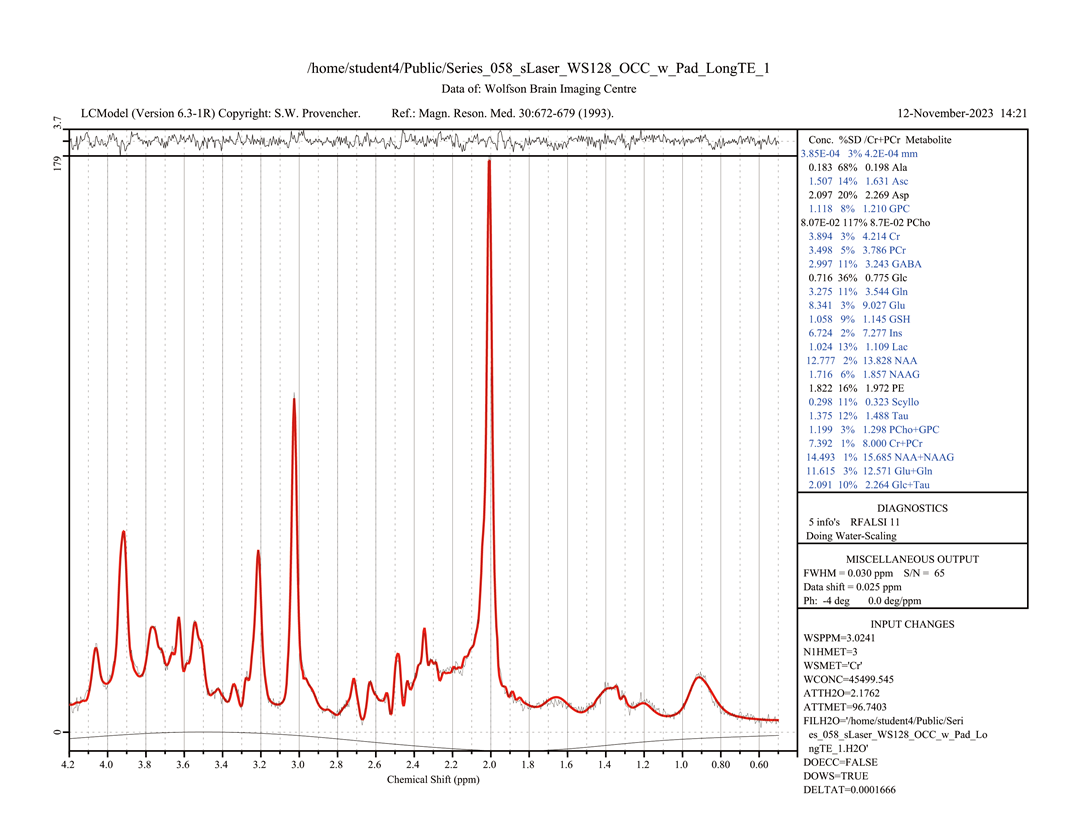 /home/student4/Public/Series_058_sLaser_WS128_OCC_w_Pad_LongTE_1
Data of: Wolfson Brain Imaging Centre
LCModel (Version 6.3-1R) Copyright: S.W. Provencher. Ref.: Magn. Reson. Med. 30:672-679 (1993). 12-November-2023 14:21
3.7
179
0
4.2 4.0 3.8 3.6 3.4 3.2 3.0 2.8 2.6 2.4 2.2 2.0 1.8 1.6 1.4 1.2 1.0 0.80 0.60
Chemical Shift (ppm)
Conc. %SD /Cr+PCr Metabolite
3.85E-04 3% 4.2E-04 mm
0.183 68% 0.198 Ala
1.507 14% 1.631 Asc
2.097 20% 2.269 Asp
1.118 8% 1.210 GPC
8.07E-02 117% 8.7E-02 PCho
3.894 3% 4.214 Cr
3.498 5% 3.786 PCr
2.997 11% 3.243 GABA
0.716 36% 0.775 Glc
3.275 11% 3.544 Gln
8.341 3% 9.027 Glu
1.058 9% 1.145 GSH
6.724 2% 7.277 Ins
1.024 13% 1.109 Lac
12.777 2% 13.828 NAA
1.716 6% 1.857 NAAG
1.822 16% 1.972 PE
0.298 11% 0.323 Scyllo
1.375 12% 1.488 Tau
1.199 3% 1.298 PCho+GPC
7.392 1% 8.000 Cr+PCr
14.493 1% 15.685 NAA+NAAG
11.615 3% 12.571 Glu+Gln
2.091 10% 2.264 Glc+Tau
DIAGNOSTICS
5 info's RFALSI 11
Doing Water-Scaling
MISCELLANEOUS OUTPUT
FWHM = 0.030 ppm S/N = 65
Data shift = 0.025 ppm
Ph: -4 deg 0.0 deg/ppm
INPUT CHANGES
WSPPM=3.0241
N1HMET=3
WSMET='Cr'
WCONC=45499.545
ATTH2O=2.1762
ATTMET=96.7403
FILH2O='/home/student4/Public/Seri
es_058_sLaser_WS128_OCC_w_Pad_Lo
ngTE_1.H2O'
DOECC=FALSE
DOWS=TRUE
DELTAT=0.0001666